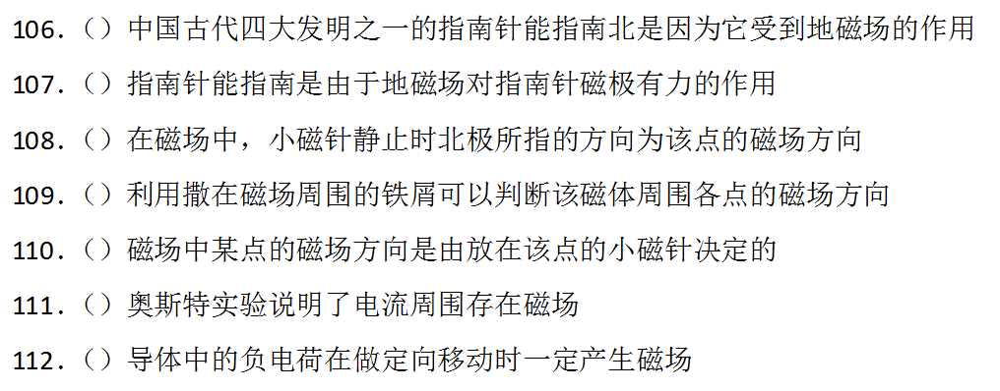 106.（）中国古代四大发明之一的指南针能指南北是因为它受到地磁场的作用
107.（）指南针能指南是由于地磁场对指南针磁极有力的作用
108.（）在磁场中，小磁针静止时北极所指的方向为该点的磁场方向
109.（）利用撒在磁场周围的铁屑可以判断该磁体周围各点的磁场方向
110.（）磁场中某点的磁场方向是由放在该点的小磁针决定的
111.（）奥斯特实验说明了电流周围存在磁场
112.（）导体中的负电荷在做定向移动时一定产生磁场